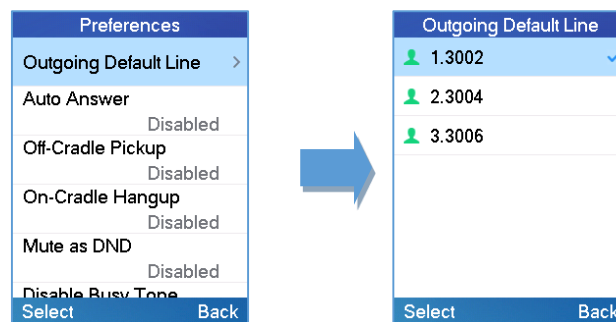 Preferences
Outgoing Default Line
Auto Answer
Disabled
Off-Cradle Pickup
Disabled
On-Cradle Hangup
Disabled
Mute as DND
Disabled
Disable Busy Tone
Select Back
Outgoing Default Line
1.3002
2.3004
3.3006
Select Back